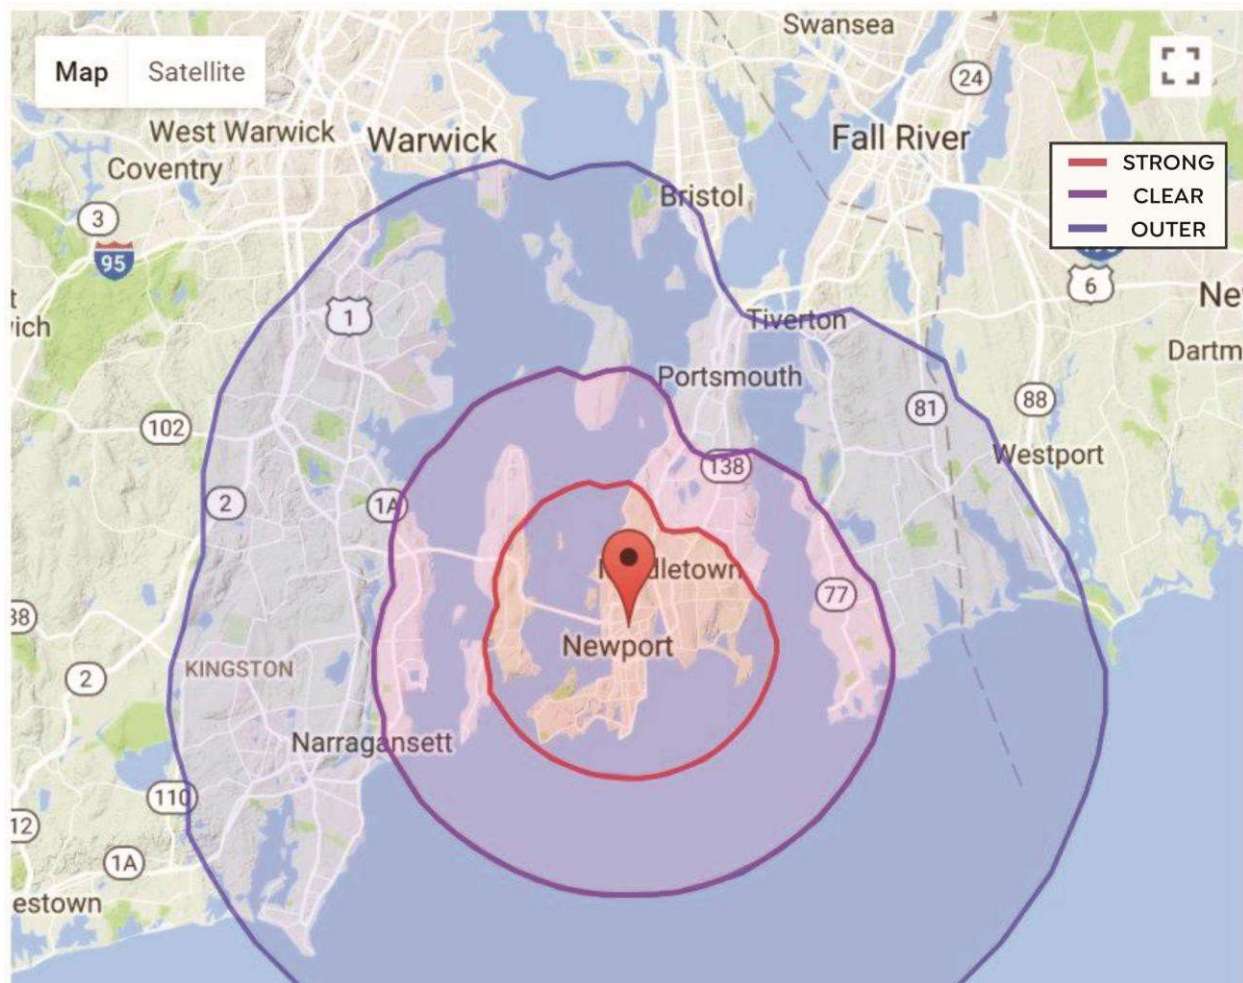 Swansea
Map Satellite
24
West Warwick
Warwick
Fall River
Coventry
STRONG
CLEAR
OUTER
Bristol
3
95
6
1
Tiverton
Portsmouth
102
81
88
Westport
138
2
1A
77
Newport
2
KINGSTON
Narragansett
110
1A